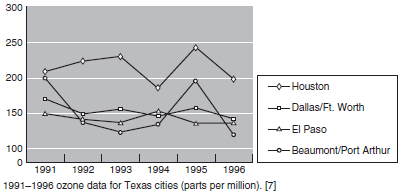 300
250
200
150
100
0
1991 1992 1993 1994 1995 1996
Houston
Dallas/Ft. Worth
El Paso
Beaumont/Port Arthur
1991–1996 ozone data for Texas cities (parts per million). [7]